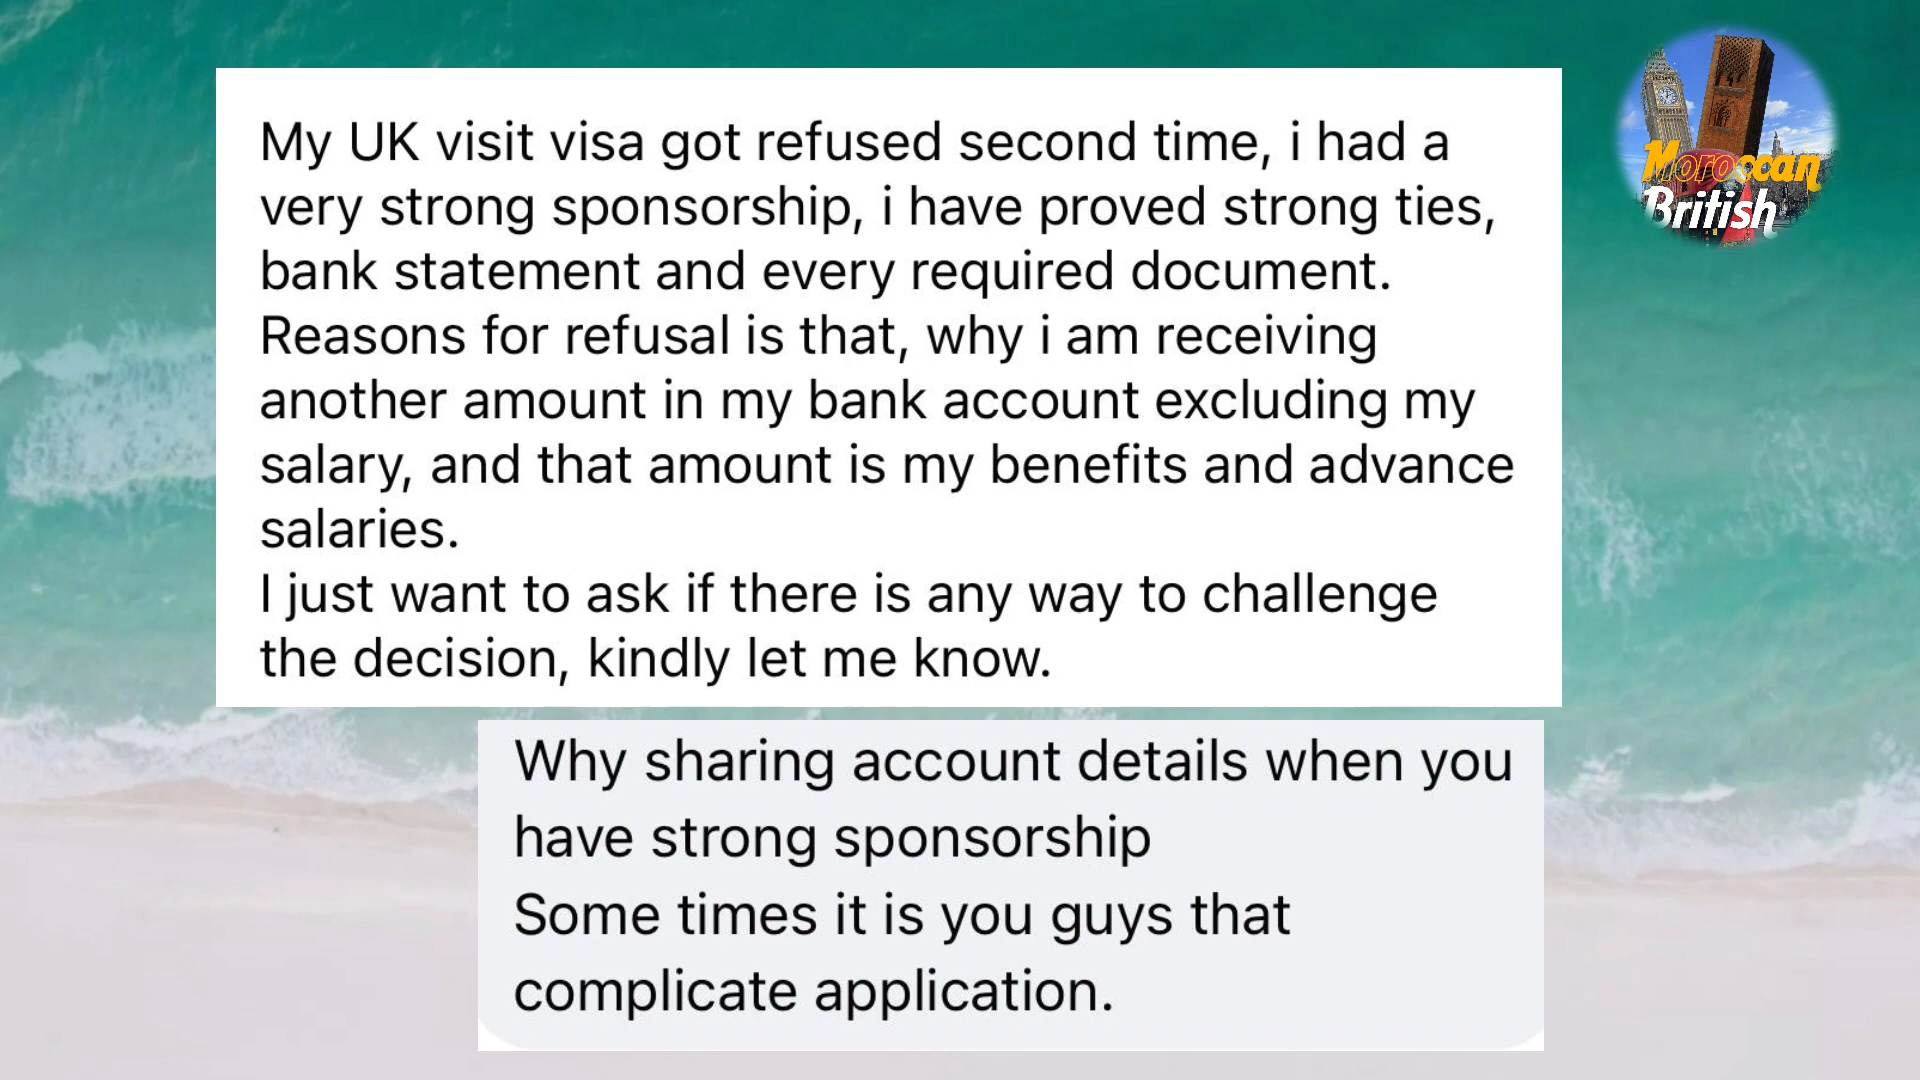 My UK visit visa got refused second time, i had a
very strong sponsorship, i have proved strong ties,
bank statement and every required document.
Reasons for refusal is that, why i am receiving
another amount in my bank account excluding my
salary, and that amount is my benefits and advance
salaries.
I just want to ask if there is any way to challenge
the decision, kindly let me know.
Moroccan
British
Why sharing account details when you
have strong sponsorship
Some times it is you guys that
complicate application.